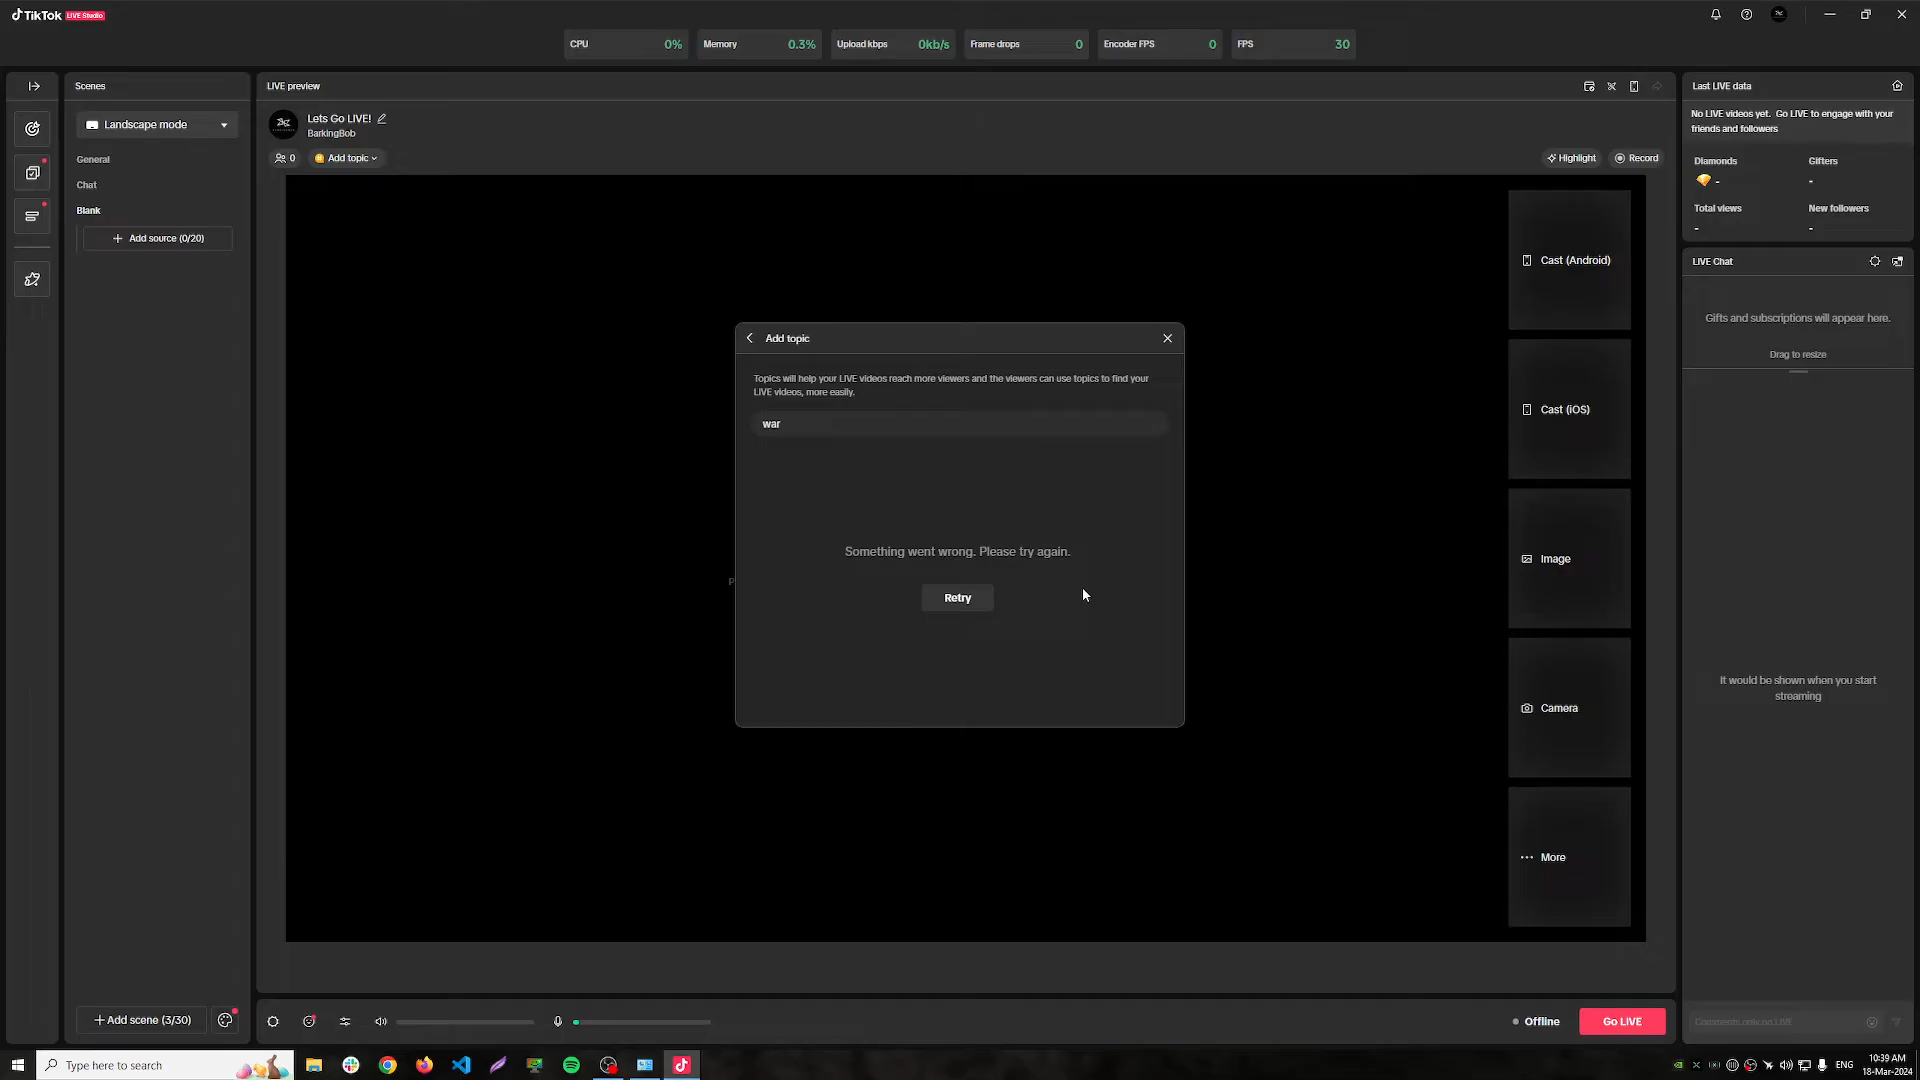 TikTok LIVE Studio
CPU 0%
Memory 0.3%
Upload kbps 0kb/s
Frame drops 0
Encoder FPS 0
FPS 30
Scenes
Landscape mode
General
Chat
Blank
Add source (0/20)
Add scene (3/30)
LIVE preview
Lets Go LIVE!
BarkingBob
0
Add topic
Highlight
Record
Cast (Android)
Cast (iOS)
Image
Camera
More
P
Add topic
Topics will help your LIVE videos reach more viewers and the viewers can use topics to find your
LIVE videos, more easily.
war
Something went wrong. Please try again.
Retry
Offline
Go LIVE
Last LIVE data
No LIVE videos yet. Go LIVE to engage with your
friends and followers
Diamonds
Gifters
-
-
Total views
New followers
-
-
LIVE Chat
Gifts and subscriptions will appear here.
Drag to resize
It would be shown when you start
streaming
Type here to search
ENG
10:39 AM
18-Mar-2024